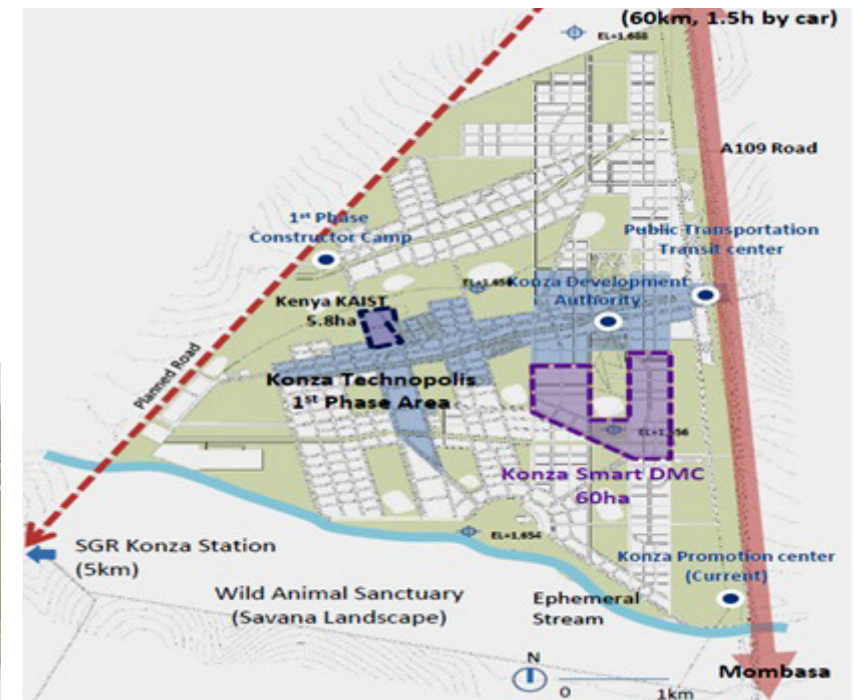 (60km, 1.5h by car)
EL=1,688
A109 Road
1st Phase
Constructor Camp
Public Transportation
Transit center
Konza Development
Authority
Kenya KAIST
5.8ha
Planned Road
Konza Technopolis
1st Phase Area
Konza Smart DMC
60ha
EL=1,654
SGR Konza Station
(5km)
Wild Animal Sanctuary
(Savana Landscape)
Ephemeral
Stream
Konza Promotion center
(Current)
N
0
1km
Mombasa